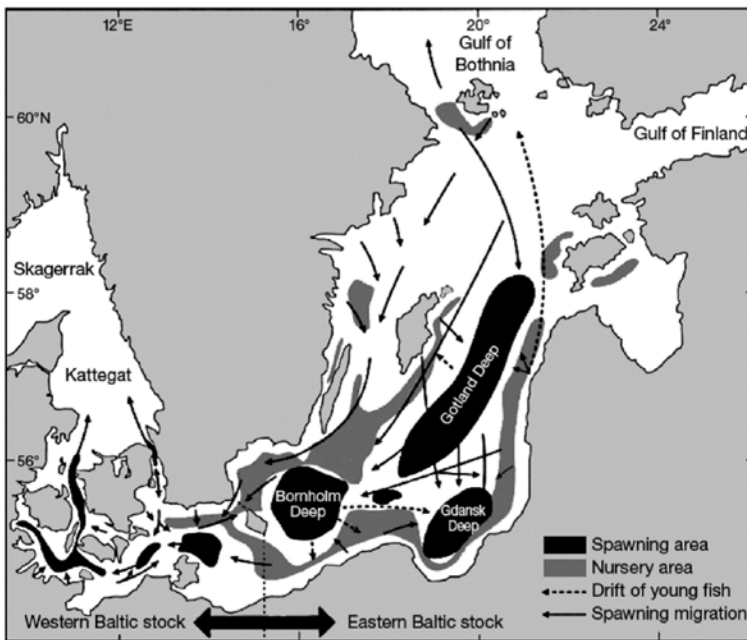 12°E
16°
20°
24°
Gulf of
Bothnia
60°N
Gulf of Finland
Skagerrak
58°
Kattegat
Gotland Deep
56°
Bornholm
Deep
Gdansk
Deep
Spawning area
Nursery area
Drift of young fish
Spawning migration
Western Baltic stock
Eastern Baltic stock